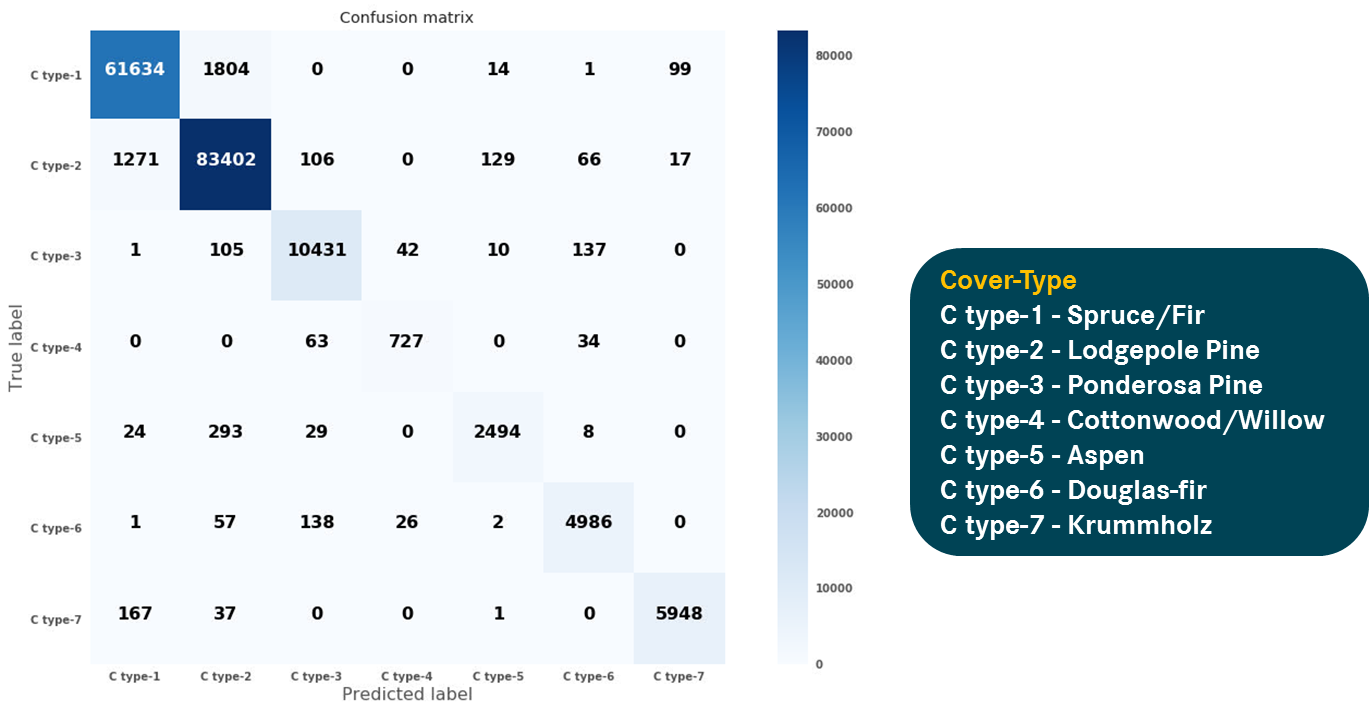 Confusion matrix
C type-1 61634 1804 0 0 14 1 99
C type-2 1271 83402 106 0 129 66 17
C type-3 1 105 10431 42 10 137 0
C type-4 0 0 63 727 0 34 0
C type-5 24 293 29 0 2494 8 0
C type-6 1 57 138 26 2 4986 0
C type-7 167 37 0 0 1 0 5948
C type-1 C type-2 C type-3 C type-4 C type-5 C type-6 C type-7
True label
Predicted label
80000
70000
60000
50000
40000
30000
20000
10000
0
Cover-Type
C type-1 - Spruce/Fir
C type-2 - Lodgepole Pine
C type-3 - Ponderosa Pine
C type-4 - Cottonwood/Willow
C type-5 - Aspen
C type-6 - Douglas-fir
C type-7 - Krummholz